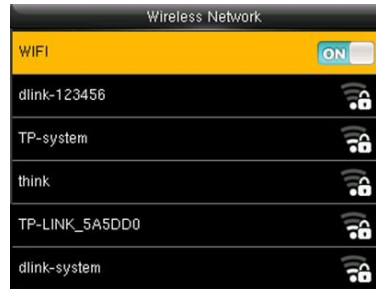 Wireless Network
WIFI ON
dlink-123456
TP-system
think
TP-LINK_5A5DD0
dlink-system